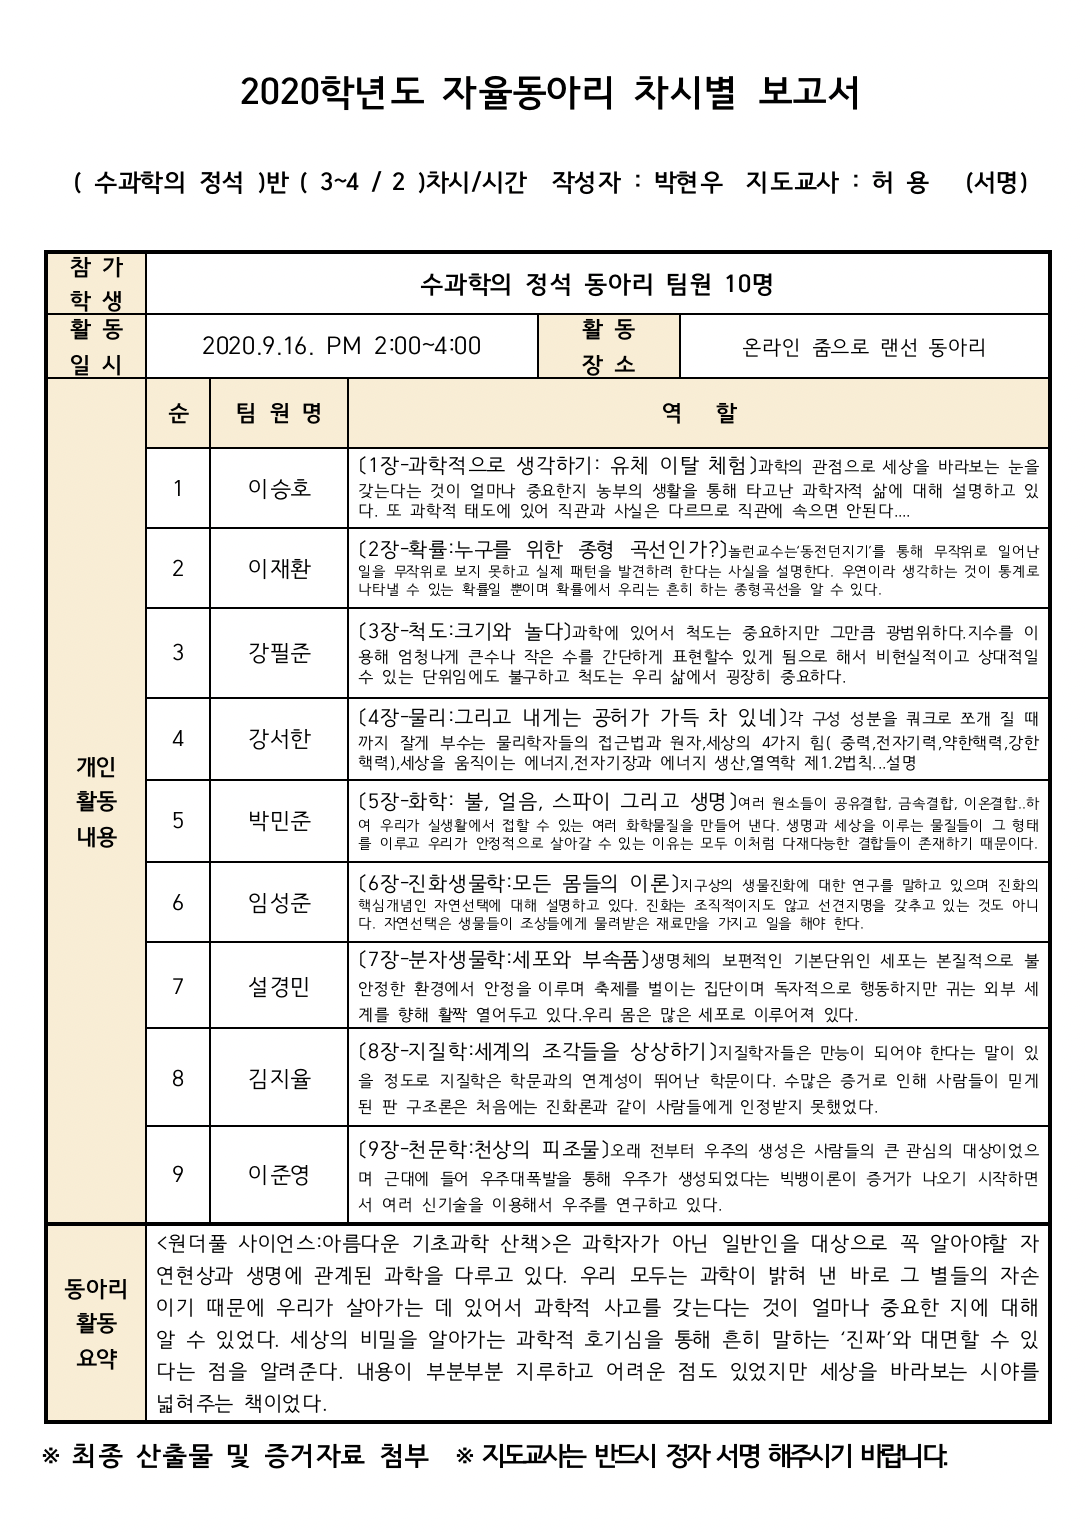 2020학년도 자율동아리 차시별 보고서
( 수과학의 정석 )반 ( 3~4 / 2 )차시/시간 작성자 : 박현우 지도교사 : 허 용 (서명)
참 가
학 생
수과학의 정석 동아리 팀원 10명
활 동
일 시
2020.9.16. PM 2:00~4:00
활 동
장 소
온라인 줌으로 랜선 동아리
개인
활동
내용
순 팀 원 명 역 할
1 이승호
〔1장-과학적으로 생각하기: 유체 이탈 체험〕과학의 관점으로 세상을 바라보는 눈을
갖는다는 것이 얼마나 중요한지 농부의 생활을 통해 타고난 과학자적 삶에 대해 설명하고 있
다. 또 과학적 태도에 있어 직관과 사실은 다르므로 직관에 속으면 안된다....
2 이재환
〔2장-확률:누구를 위한 종형 곡선인가?〕놀런교수는‘동전던지기’를 통해 무작위로 일어난
일을 무작위로 보지 못하고 실제 패턴을 발견하려 한다는 사실을 설명한다. 우연이라 생각하는 것이 통계로
나타낼 수 있는 확률일 뿐이며 확률에서 우리는 흔히 하는 종형곡선을 알 수 있다.
3 강필준
〔3장-척도:크기와 놀다〕과학에 있어서 척도는 중요하지만 그만큼 광범위하다.지수를 이
용해 엄청나게 큰수나 작은 수를 간단하게 표현할수 있게 됨으로 해서 비현실적이고 상대적일
수 있는 단위임에도 불구하고 척도는 우리 삶에서 굉장히 중요하다.
4 강서한
〔4장-물리:그리고 내게는 공허가 가득 차 있네〕각 구성 성분을 쿼크로 쪼개 질 때
까지 잘게 부수는 물리학자들의 접근법과 원자,세상의 4가지 힘( 중력,전자기력,약한핵력,강한
핵력),세상을 움직이는 에너지,전자기장과 에너지 생산,열역학 제1.2법칙...설명
5 박민준
〔5장-화학: 불, 얼음, 스파이 그리고 생명〕여러 원소들이 공유결합, 금속결합, 이온결합..하
여 우리가 실생활에서 접할 수 있는 여러 화학물질을 만들어 낸다. 생명과 세상을 이루는 물질들이 그 형태
를 이루고 우리가 안정적으로 살아갈 수 있는 이유는 모두 이처럼 다재다능한 결합들이 존재하기 때문이다.
6 임성준
〔6장-진화생물학:모든 몸들의 이론〕지구상의 생물진화에 대한 연구를 말하고 있으며 진화의
핵심개념인 자연선택에 대해 설명하고 있다. 진화는 조직적이지도 않고 선견지명을 갖추고 있는 것도 아니
다. 자연선택은 생물들이 조상들에게 물려받은 재료만을 가지고 일을 해야 한다.
7 설경민
〔7장-분자생물학:세포와 부속품〕생명체의 보편적인 기본단위인 세포는 본질적으로 불
안정한 환경에서 안정을 이루며 축제를 벌이는 집단이며 독자적으로 행동하지만 귀는 외부 세
계를 향해 활짝 열어두고 있다.우리 몸은 많은 세포로 이루어져 있다.
8 김지율
〔8장-지질학:세계의 조각들을 상상하기〕지질학자들은 만능이 되어야 한다는 말이 있
을 정도로 지질학은 학문과의 연계성이 뛰어난 학문이다. 수많은 증거로 인해 사람들이 믿게
된 판 구조론은 처음에는 진화론과 같이 사람들에게 인정받지 못했었다.
9 이준영
〔9장-천문학:천상의 피조물〕오래 전부터 우주의 생성은 사람들의 큰 관심의 대상이었으
며 근대에 들어 우주대폭발을 통해 우주가 생성되었다는 빅뱅이론이 증거가 나오기 시작하면
서 여러 신기술을 이용해서 우주를 연구하고 있다.
동아리
활동
요약
<원더풀 사이언스:아름다운 기초과학 산책>은 과학자가 아닌 일반인을 대상으로 꼭 알아야할 자
연현상과 생명에 관계된 과학을 다루고 있다. 우리 모두는 과학이 밝혀 낸 바로 그 별들의 자손
이기 때문에 우리가 살아가는 데 있어서 과학적 사고를 갖는다는 것이 얼마나 중요한 지에 대해
알 수 있었다. 세상의 비밀을 알아가는 과학적 호기심을 통해 흔히 말하는 ‘진짜’와 대면할 수 있
다는 점을 알려준다. 내용이 부분부분 지루하고 어려운 점도 있었지만 세상을 바라보는 시야를
넓혀주는 책이었다.
※ 최종 산출물 및 증거자료 첨부 ※ 지도교사는 반드시 정자 서명 해주시기 바랍니다.